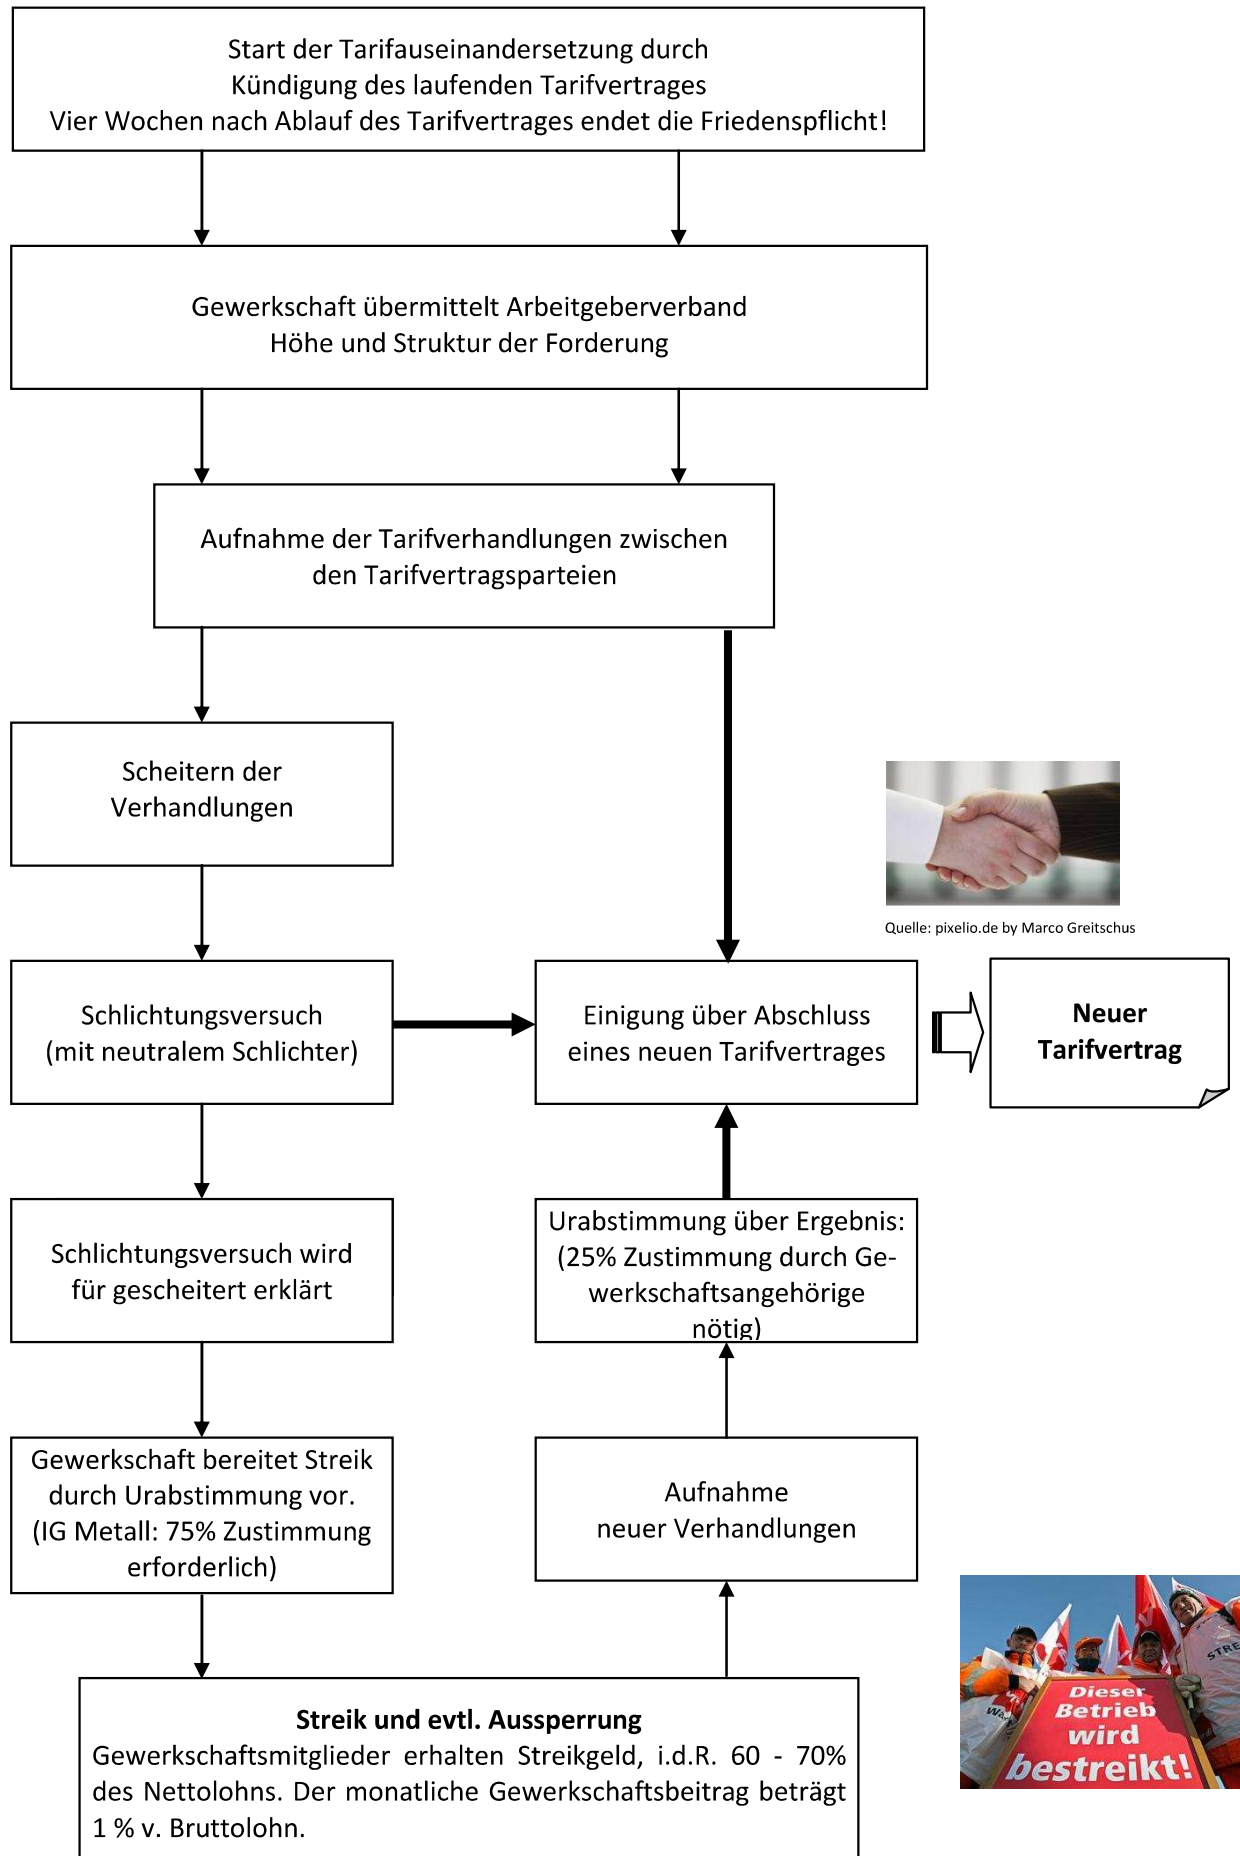 Start der Tarifauseinandersetzung durch
Kündigung des laufenden Tarifvertrages
Vier Wochen nach Ablauf des Tarifvertrages endet die Friedenspflicht!
Gewerkschaft übermittelt Arbeitgeberverband
Höhe und Struktur der Forderung
Aufnahme der Tarifverhandlungen zwischen
den Tarifvertragsparteien
Scheitern der
Verhandlungen
Quelle: pixelio.de by Marco Greitschus
Schlichtungsversuch
(mit neutralem Schlichter)
Einigung über Abschluss
eines neuen Tarifvertrages
Neuer
Tarifvertrag
Schlichtungsversuch wird
für gescheitert erklärt
Urabstimmung über Ergebnis:
(25% Zustimmung durch Ge-
werkschaftsangehörige
nötig)
Gewerkschaft bereitet Streik
durch Urabstimmung vor.
(IG Metall: 75% Zustimmung
erforderlich)
Aufnahme
neuer Verhandlungen
Streik und evtl. Aussperrung
Gewerkschaftsmitglieder erhalten Streikgeld, i.d.R. 60 - 70%
des Nettolohns. Der monatliche Gewerkschaftsbeitrag beträgt
1 % v. Bruttolohn.
Dieser
Betrieb
wird
bestreikt!